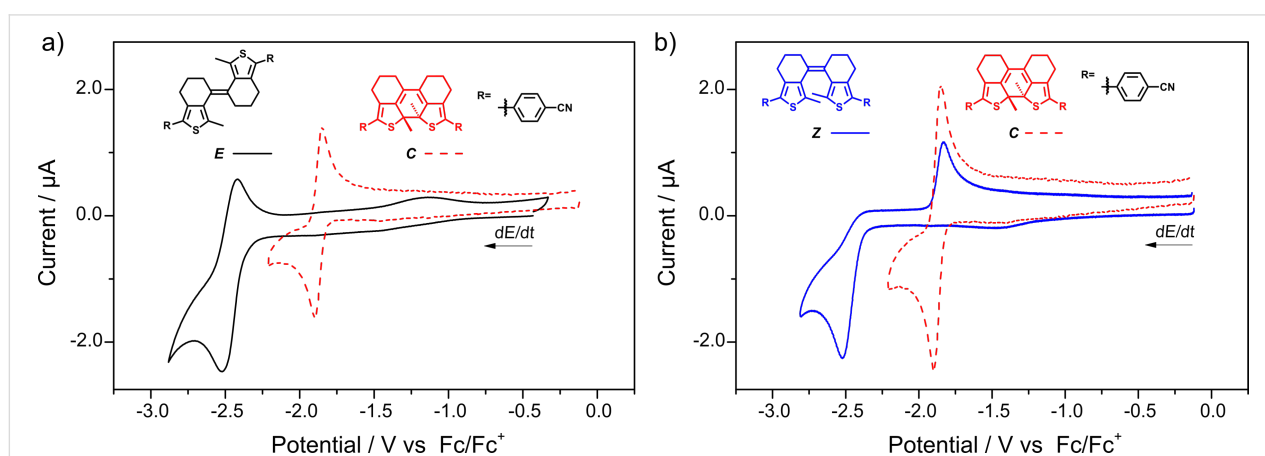 a)
Current / µA
2.0
0.0
-2.0
S
R
R
S
E
R
S
S
R
C
R=
CN
dE/dt
-3.0 -2.5 -2.0 -1.5 -1.0 -0.5 0.0
Potential / V vs Fc/Fc+
b)
Current / µA
2.0
0.0
-2.0
R
S
S
R
Z
R
S
S
R
C
R=
CN
dE/dt
-3.0 -2.5 -2.0 -1.5 -1.0 -0.5 0.0
Potential / V vs Fc/Fc+